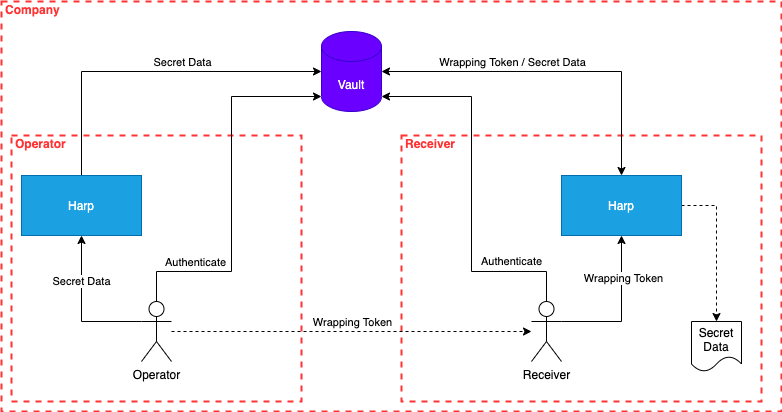 Company
Secret Data
Vault
Wrapping Token / Secret Data
Operator
Receiver
Harp
Harp
Authenticate
Authenticate
Secret Data
Wrapping Token
Wrapping Token
Secret
Data
Operator
Receiver